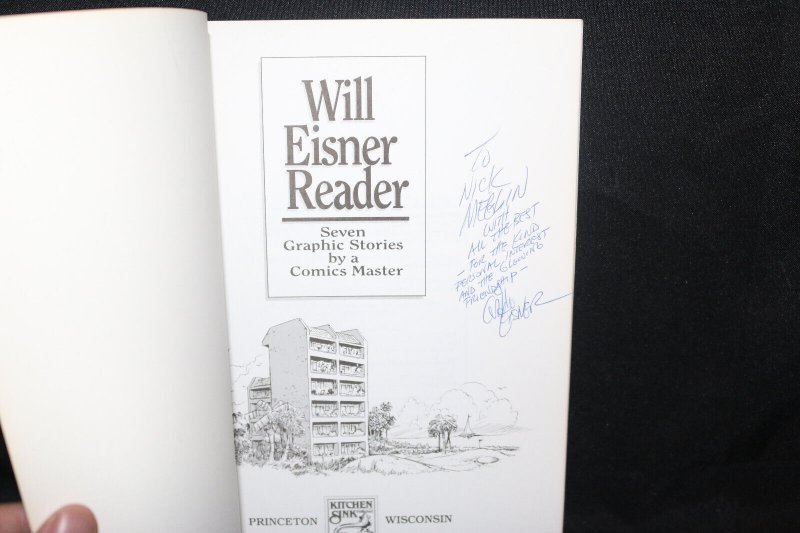 Will
Eisner
Reader
Seven
Graphic Stories
by a
Comics Master
TO
NICK
MEGLIN
WITH
ALL THE BEST
- FOR THE KIND
PERSONAL INTEREST
AND THE GLOWING
FRIENDSHIP -
Will
EISNER
PRINCETON
KITCHEN
SINK
WISCONSIN